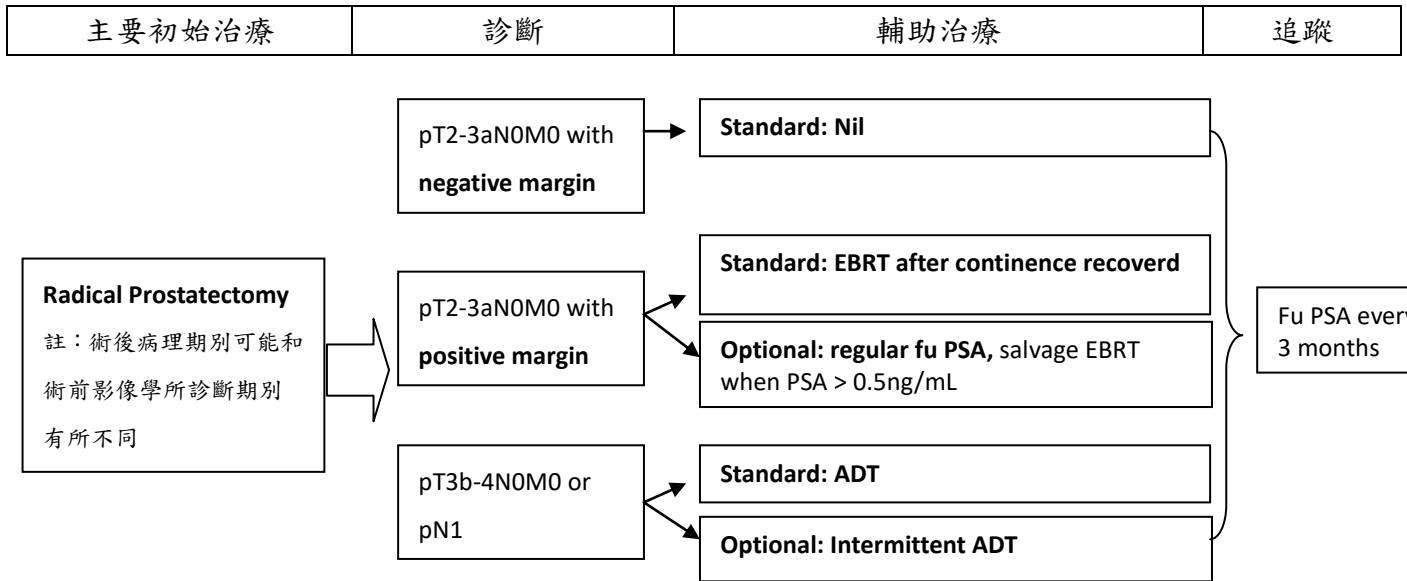 主要初始治療
診斷
輔助治療
追蹤
pT2-3aN0M0 with
negative margin
Standard: Nil
Radical Prostatectomy
註：術後病理期別可能和
術前影像學所診斷期別
有所不同
pT2-3aN0M0 with
positive margin
Standard: EBRT after continence recoverd
Optional: regular fu PSA, salvage EBRT
when PSA > 0.5ng/mL
pT3b-4N0M0 or
pN1
Standard: ADT
Optional: Intermittent ADT
Fu PSA every
3 months